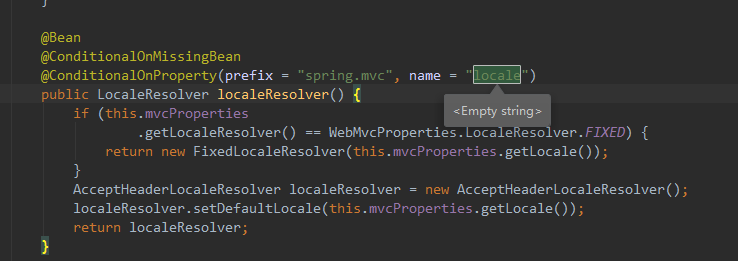 }
@Bean
@ConditionalOnMissingBean
@ConditionalOnProperty(prefix = "spring.mvc", name = "locale")
public LocaleResolver localeResolver() {
<Empty string>
if (this.mvcProperties
.getLocaleResolver() == WebMvcProperties.LocaleResolver.FIXED) {
return new FixedLocaleResolver(this.mvcProperties.getLocale());
}
AcceptHeaderLocaleResolver localeResolver = new AcceptHeaderLocaleResolver();
localeResolver.setDefaultLocale(this.mvcProperties.getLocale());
return localeResolver;
}